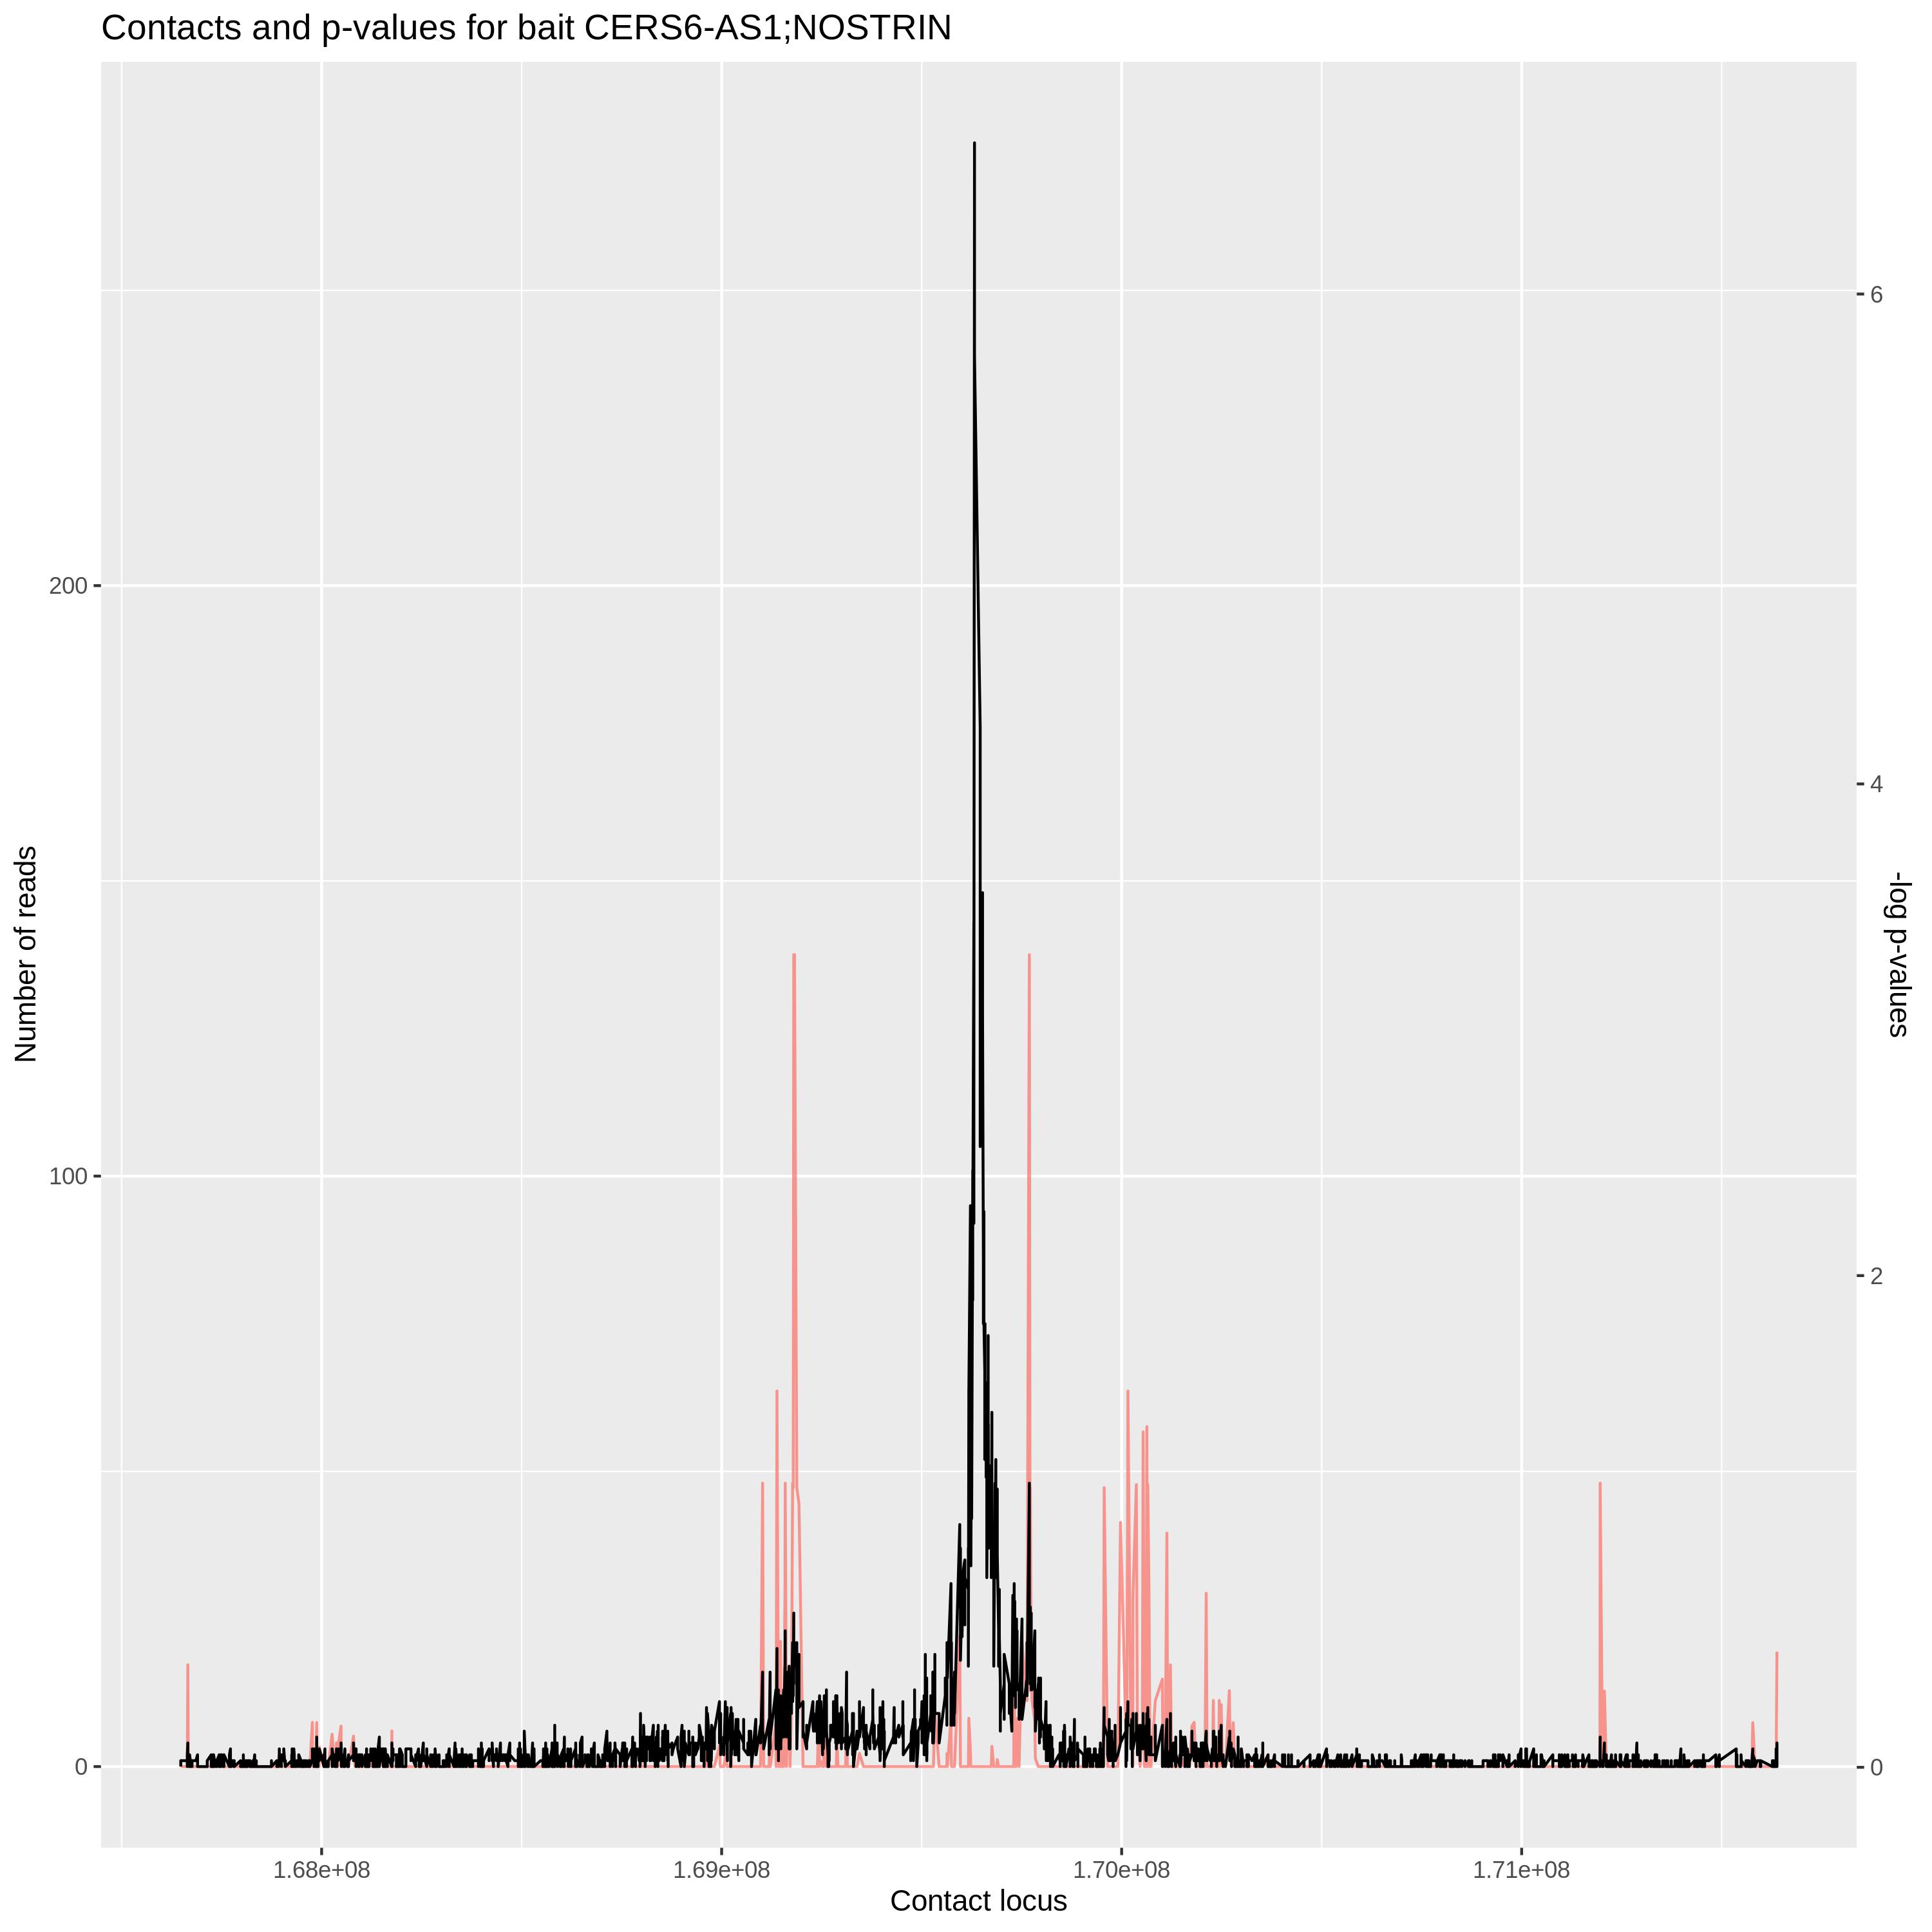 Contacts and p-values for bait CERS6-AS1;NOSTRIN
Number of reads
200
100
0
6
4
2
0
-log p-values
1.68e+08 1.69e+08 1.70e+08 1.71e+08
Contact locus